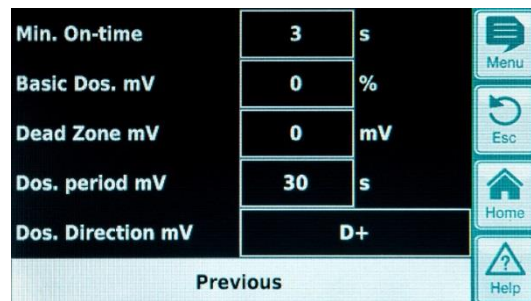 Min. On-time 3 s
Basic Dos. mV 0 %
Dead Zone mV 0 mV
Dos. period mV 30 s
Dos. Direction mV D+
Previous
Menu
Esc
Home
? Help